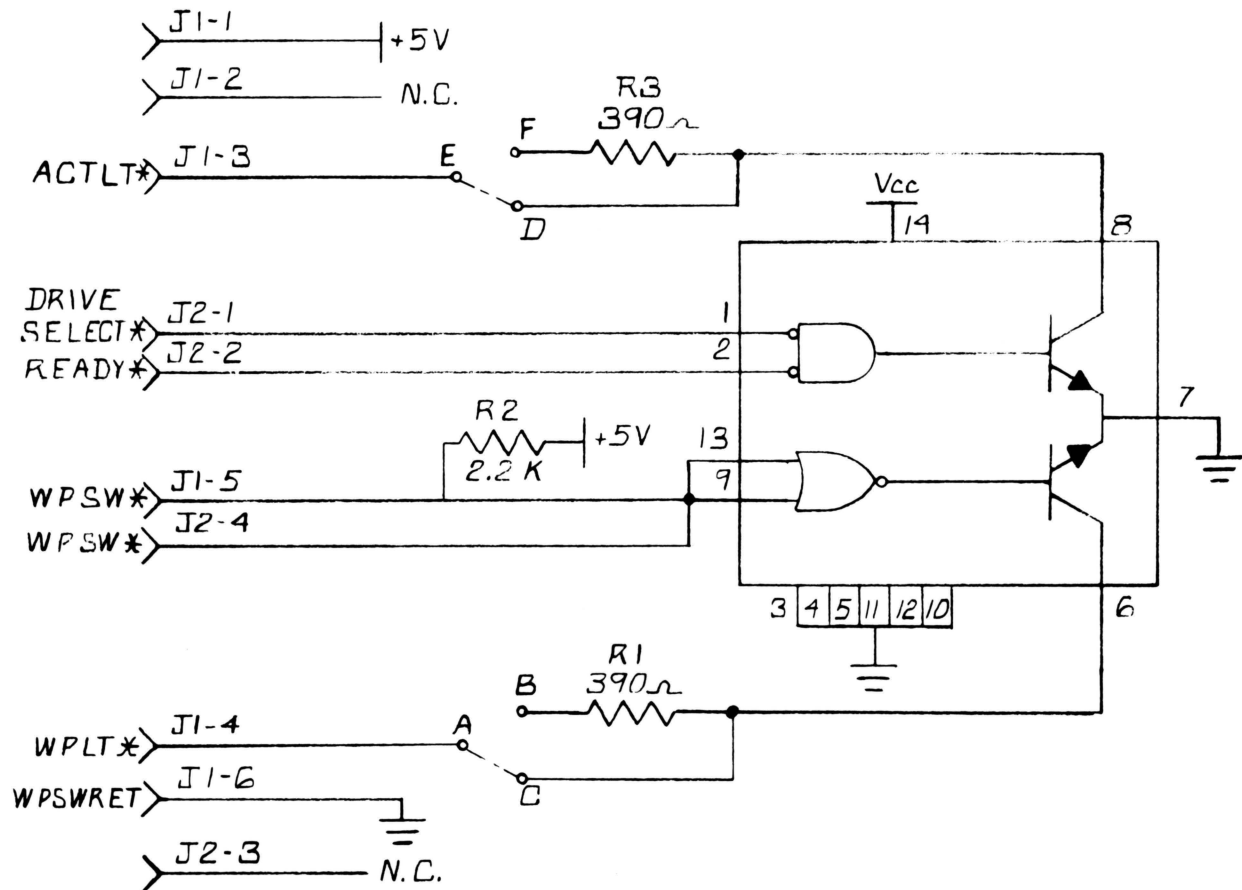 J1-1
+5V
J1-2
N.C.
R3
390Ω
F
ACTLT*
J1-3
E
D
Vcc
14
8
DRIVE
SELECT*
J2-1
1
READY*
J2-2
2
7
R2
2.2 K
+5V
13
9
WPSW*
J1-5
WPSW*
J2-4
3
4
5
11
12
10
6
R1
390Ω
B
WPLT*
J1-4
A
C
WPSWRET
J1-6
J2-3
N.C.